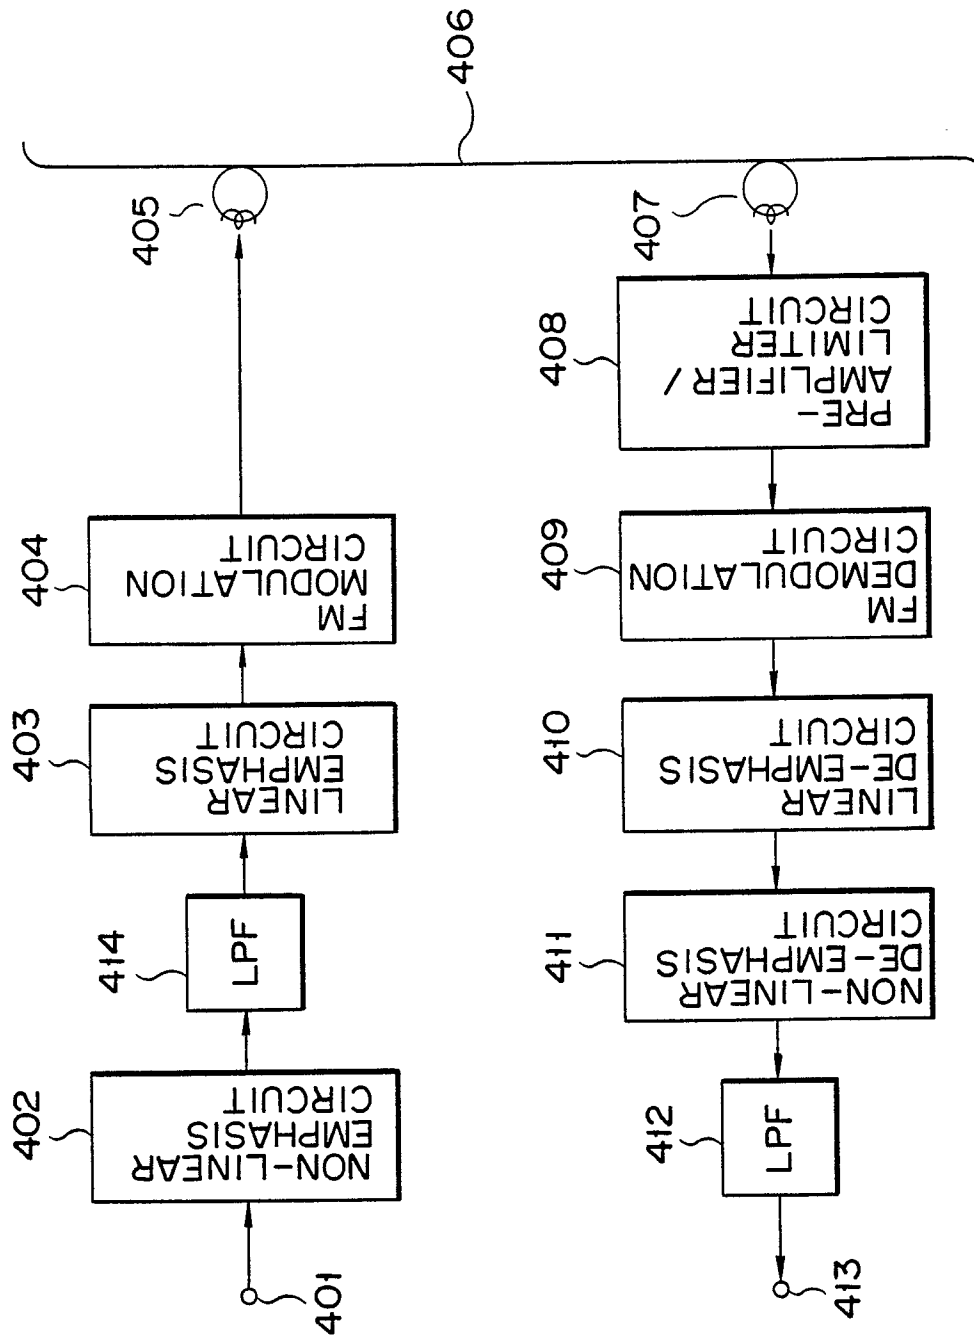 401
402
NON-LINEAR
EMPHASIS
CIRCUIT
414
LPF
403
LINEAR
EMPHASIS
CIRCUIT
404
FM
MODULATION
CIRCUIT
405
406
407
408
PRE-
AMPLIFIER/
LIMITER
CIRCUIT
409
FM
DEMODULATION
CIRCUIT
410
LINEAR
DE-EMPHASIS
CIRCUIT
411
NON-LINEAR
DE-EMPHASIS
CIRCUIT
412
LPF
413